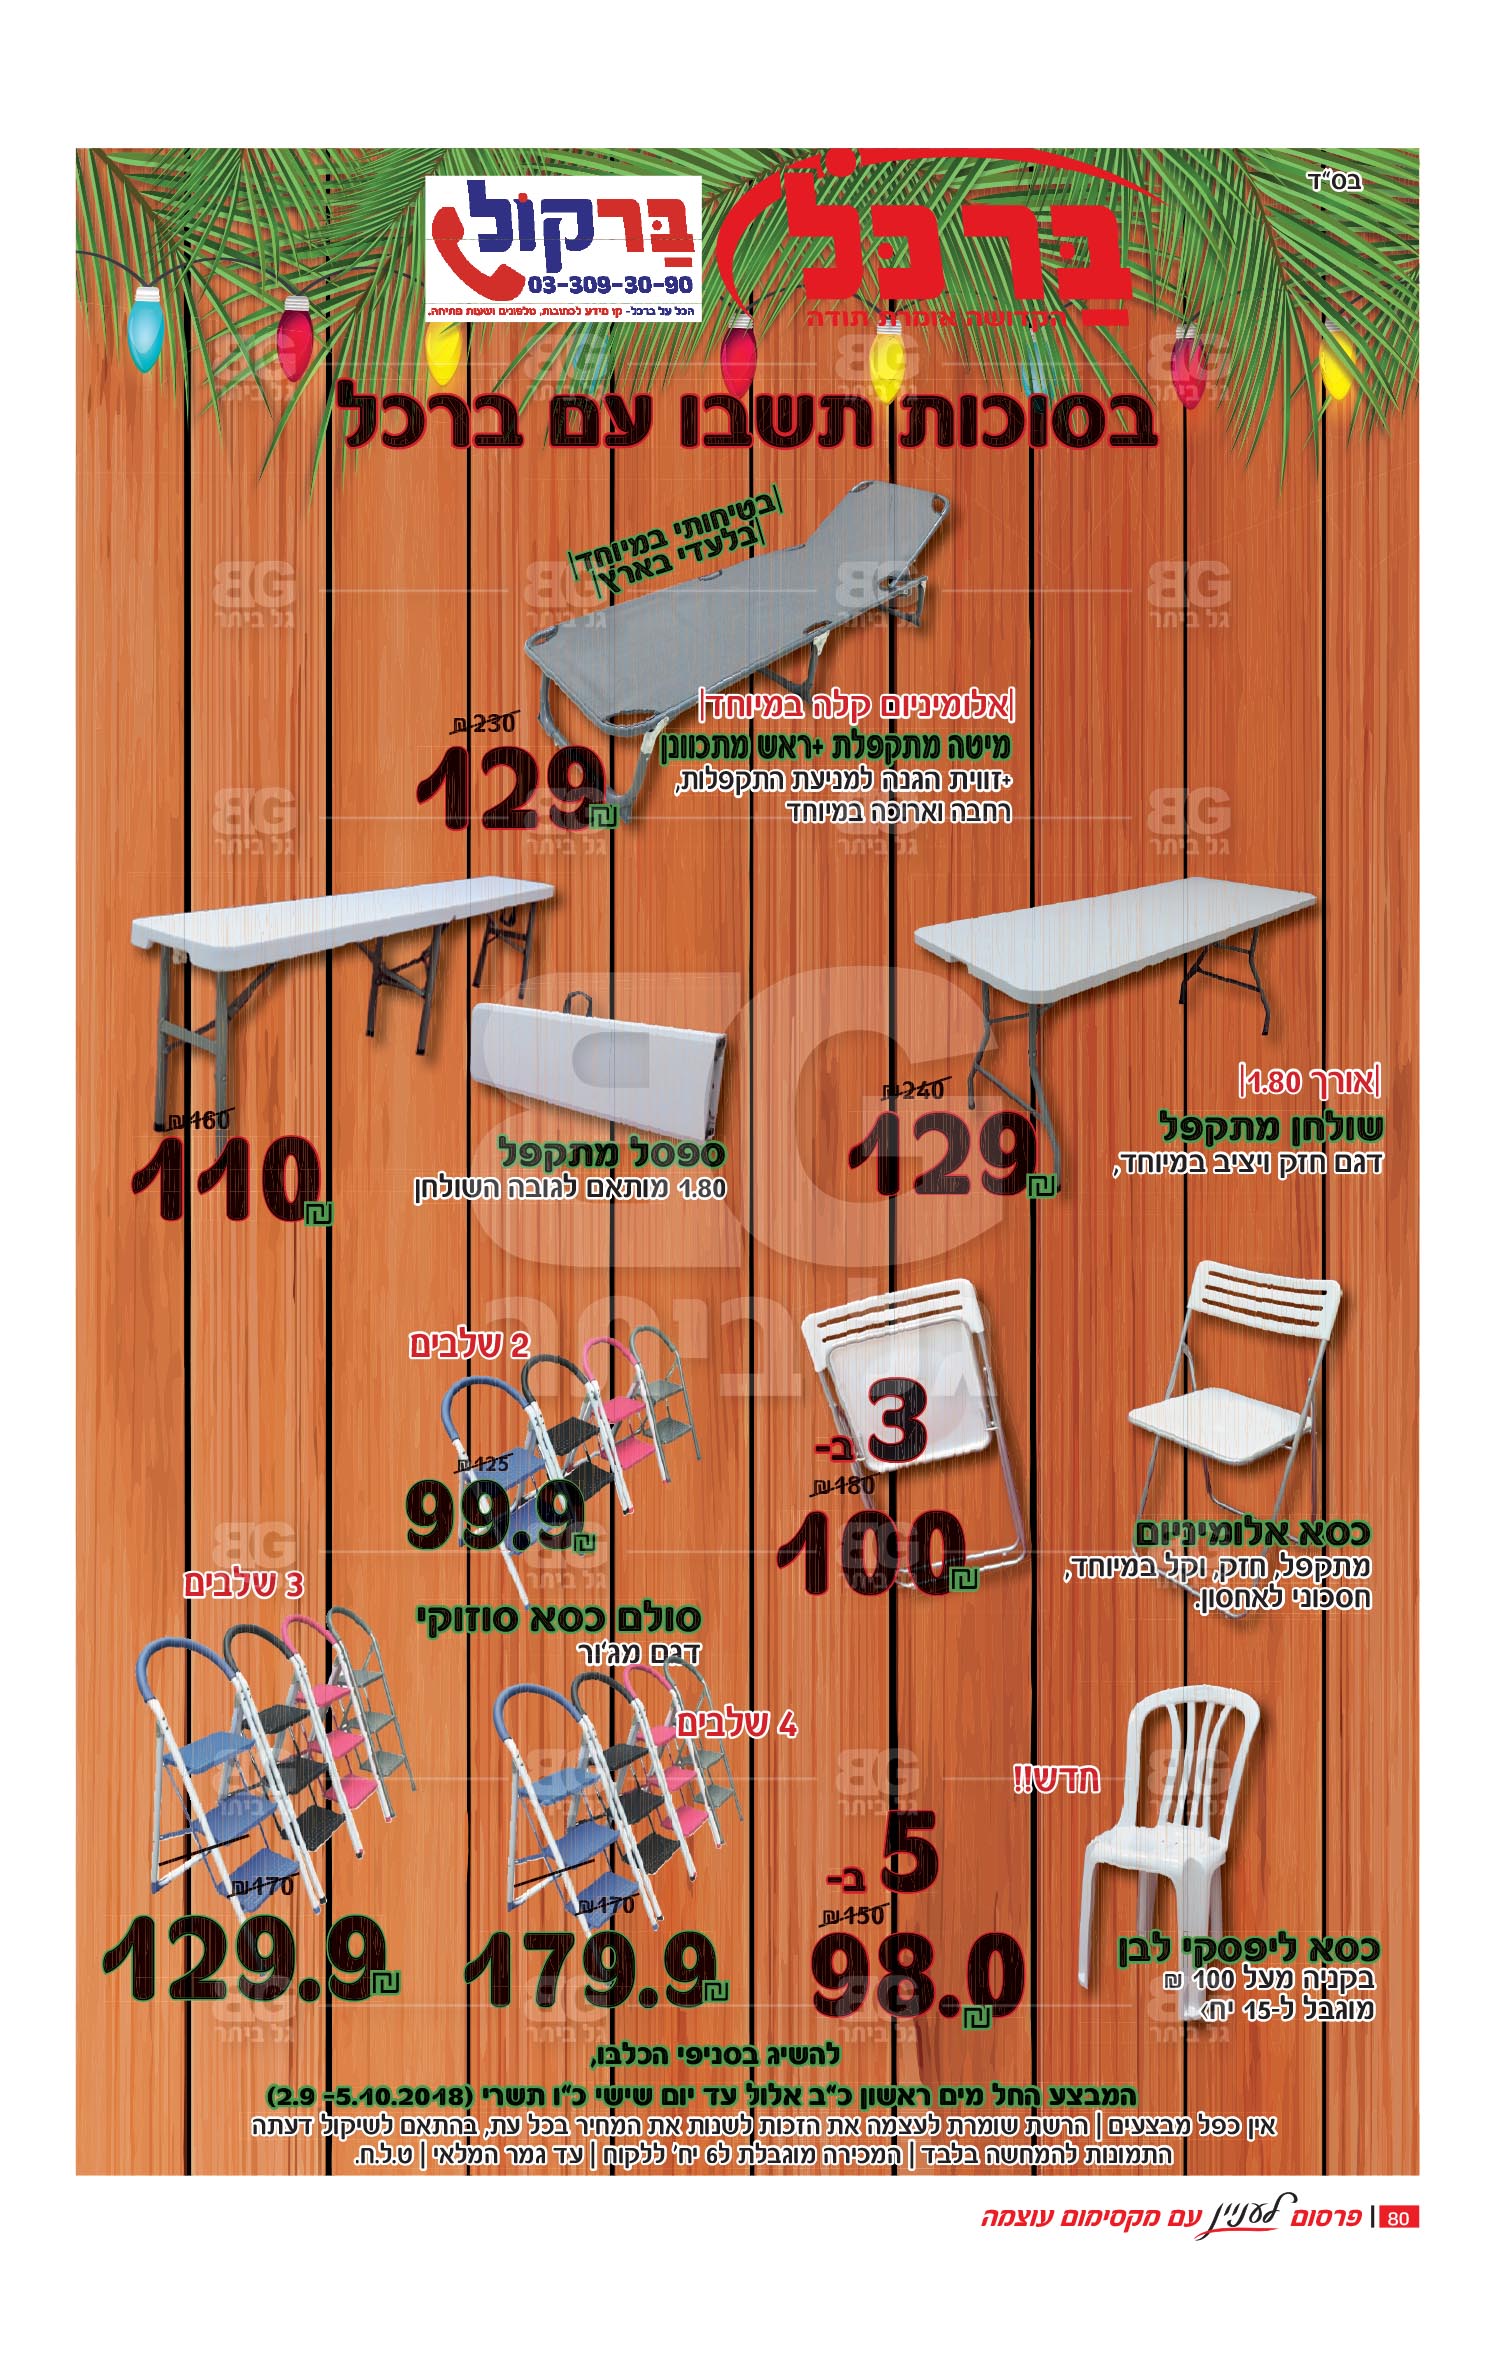 בס"ד
ברכל
הקדושה אומרת תודה
ברקול
03-309-30-90
הכל על ברכל- קו מידע לכתובות, טלפונים ושעות פתיחה.
בסוכות תשבו עם ברכל
|בטיחותי במיוחד|
|בלעדי בארץ|
|אלומיניום קלה במיוחד|
מיטה מתקפלת +ראש מתכוונן
+זווית הגנה למניעת התקפלות,
רחבה וארוכה במיוחד
230 ₪
129 ₪
|אורך 1.80|
שולחן מתקפל
דגם חזק ויציב במיוחד,
240 ₪
129 ₪
ספסל מתקפל
1.80 מותאם לגובה השולחן
160 ₪
110 ₪
כסא אלומיניום
מתקפל, חזק, וקל במיוחד,
חסכוני לאחסון.
3 ב-
180 ₪
100 ₪
2 שלבים
125 ₪
99.9 ₪
סולם כסא סוזוקי
דגם מג'ור
3 שלבים
170 ₪
129.9 ₪
4 שלבים
170 ₪
179.9 ₪
חדש!!
כסא ליפסקי לבן
בקניה מעל 100 ₪
מוגבל ל-15 יח›
5 ב-
150 ₪
98.0 ₪
להשיג בסניפי הכלבו,
המבצע החל מים ראשון כ"ב אלול עד יום שישי כ"ו תשרי (2.9 -5.10.2018)
אין כפל מבצעים | הרשת שומרת לעצמה את הזכות לשנות את המחיר בכל עת, בהתאם לשיקול דעתה
התמונות להמחשה בלבד | המכירה מוגבלת ל6 יח' ללקוח | עד גמר המלאי | ט.ל.ח.
BG
גל ביתר
80 | פרסום לעניין עם מקסימום עוצמה